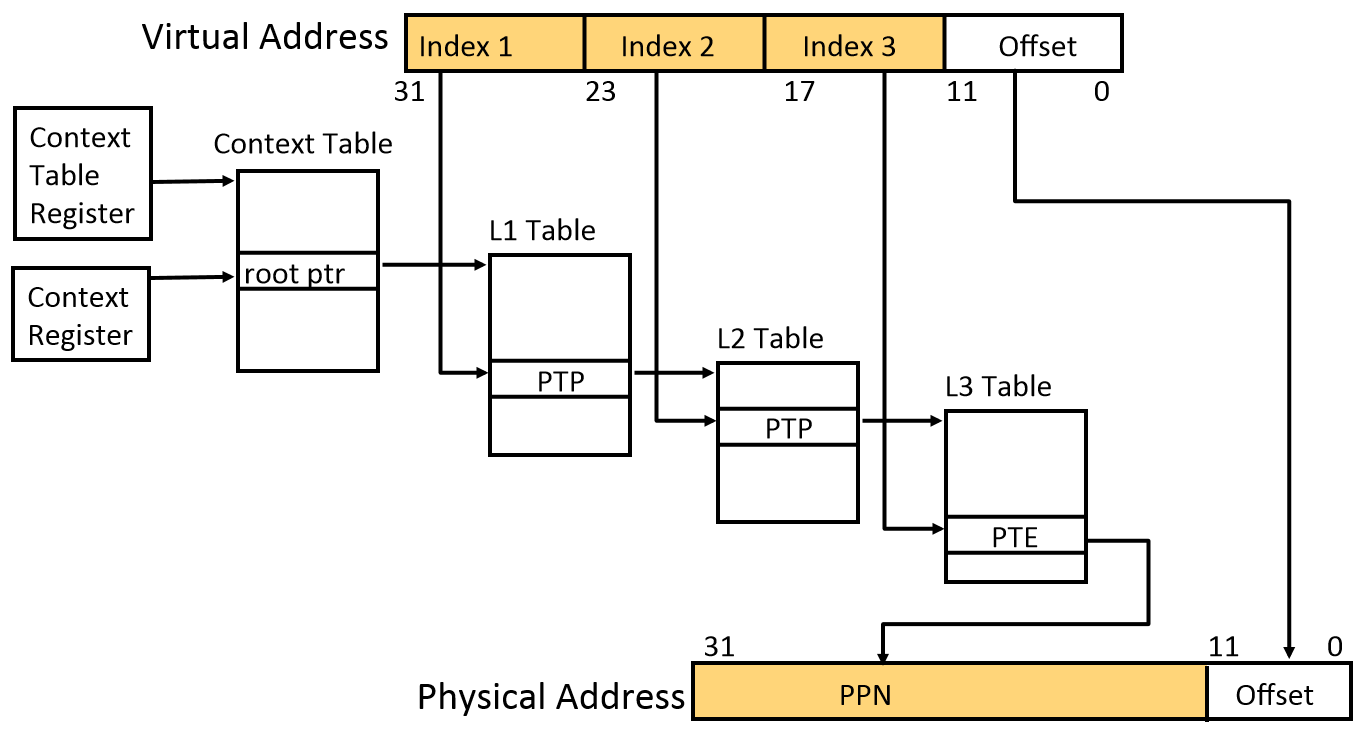 Virtual Address
Index 1
Index 2
Index 3
Offset
31
23
17
11
0
Context
Table
Register
Context Table
root ptr
Context
Register
L1 Table
PTP
L2 Table
PTP
L3 Table
PTE
31
11
0
Physical Address
PPN
Offset